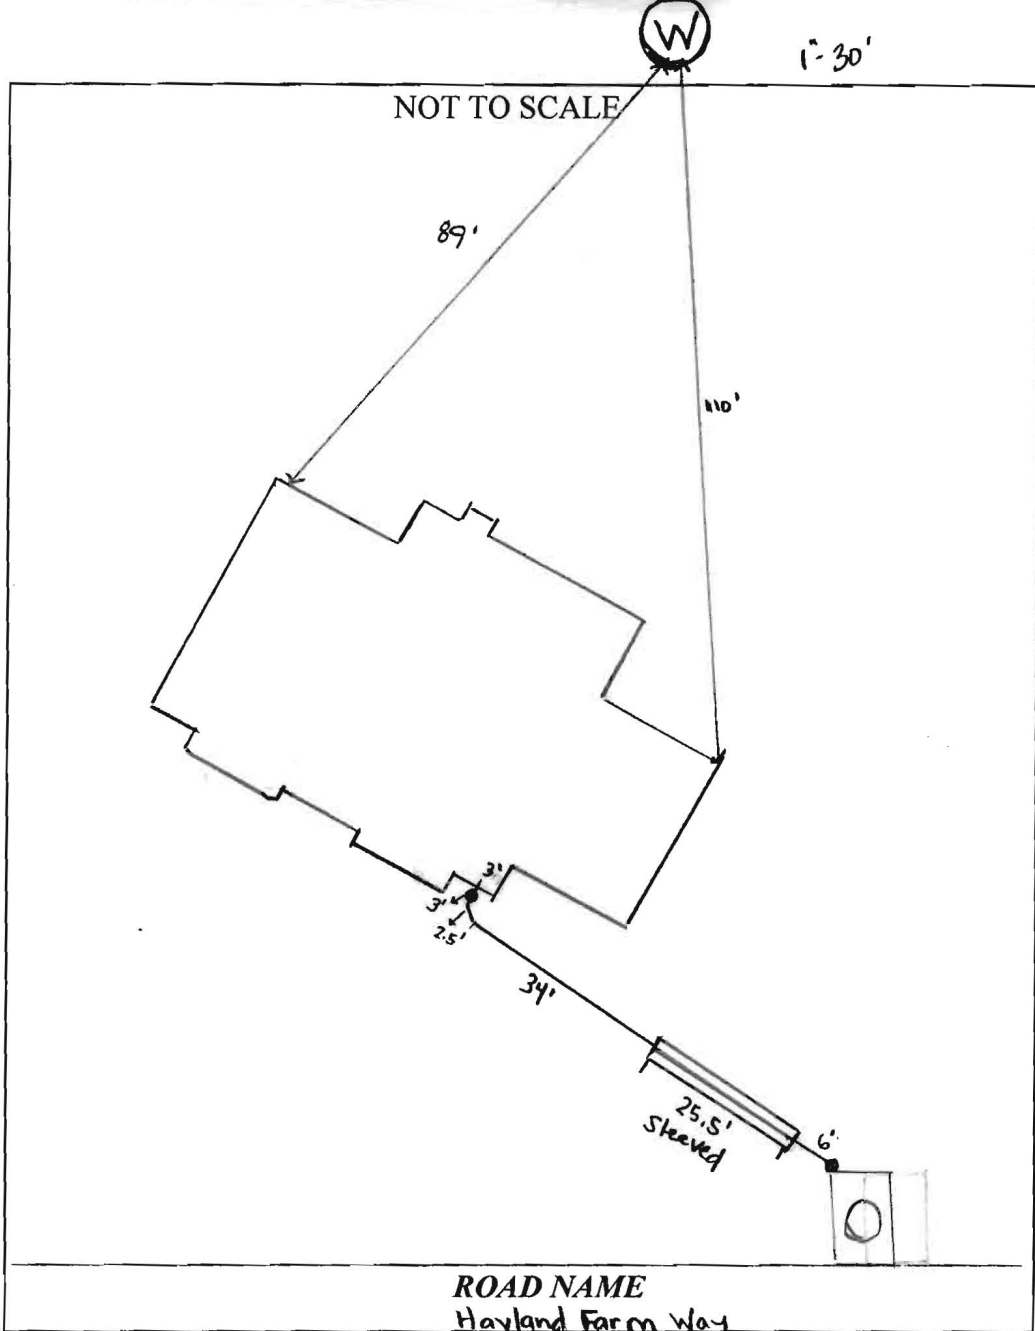 W
1"-30'
NOT TO SCALE
89'
110'
3'
3'
2.5'
34'
25.5'
Sleeved
6'
ROAD NAME
Hayland Farm Way